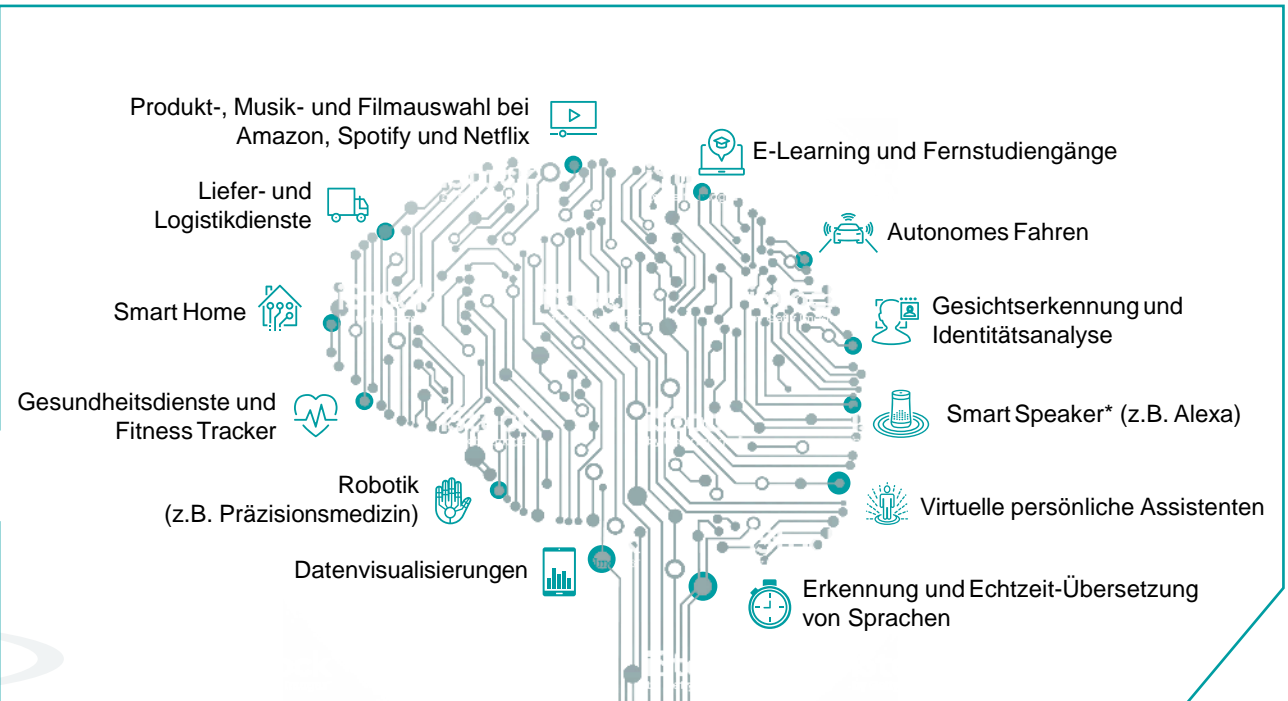 Produkt-, Musik- und Filmauswahl bei
Amazon, Spotify und Netflix
Liefer- und
Logistikdienste
Smart Home
Gesundheitsdienste und
Fitness Tracker
Robotik
(z.B. Präzisionsmedizin)
Datenvisualisierungen
E-Learning und Fernstudiengänge
Autonomes Fahren
Gesichtserkennung und
Identitätsanalyse
Smart Speaker* (z.B. Alexa)
Virtuelle persönliche Assistenten
Erkennung und Echtzeit-Übersetzung
von Sprachen